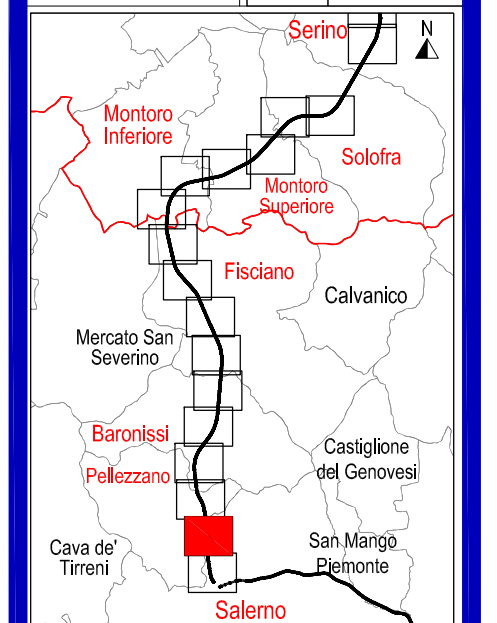 Serino
N
Montoro
Inferiore
Solofra
Montoro
Superiore
Fisciano
Calvanico
Mercato San
Severino
Baronissi
Castiglione
del Genovesi
Pellezzano
Cava de'
Tirreni
San Mango
Piemonte
Salerno